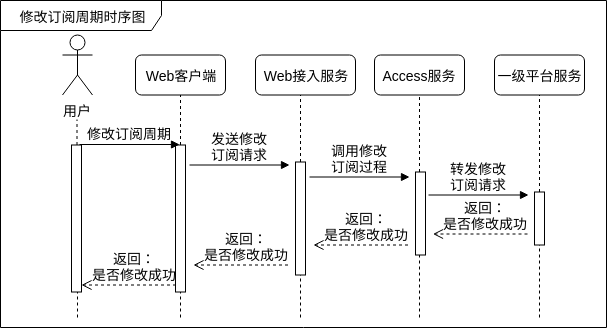 修改订阅周期时序图
Web客户端
Web接入服务
Access服务
一级平台服务
用户
修改订阅周期
发送修改
订阅请求
调用修改
订阅过程
转发修改
订阅请求
返回：
是否修改成功
返回：
是否修改成功
返回：
是否修改成功
返回：
是否修改成功